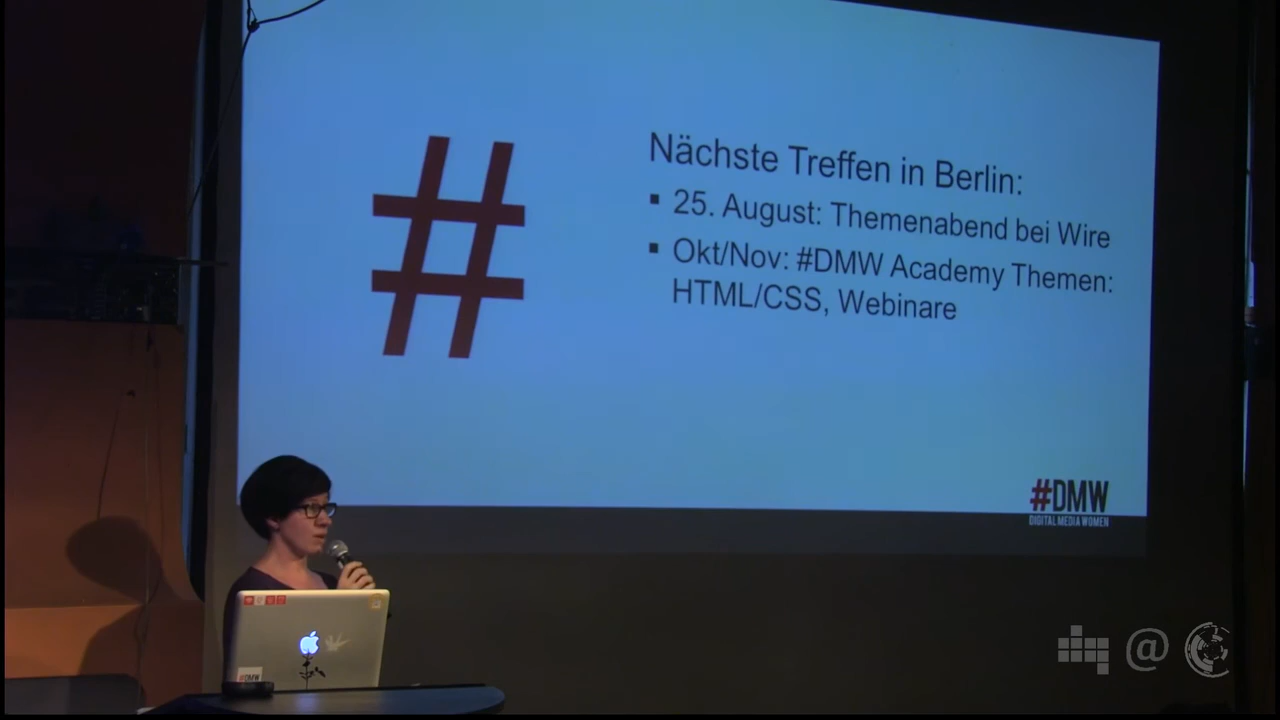 #
Nächste Treffen in Berlin:
▪ 25. August: Themenabend bei Wire
▪ Okt/Nov: #DMW Academy Themen:
HTML/CSS, Webinare
#DMW
DIGITAL MEDIA WOMEN
#DMW
@